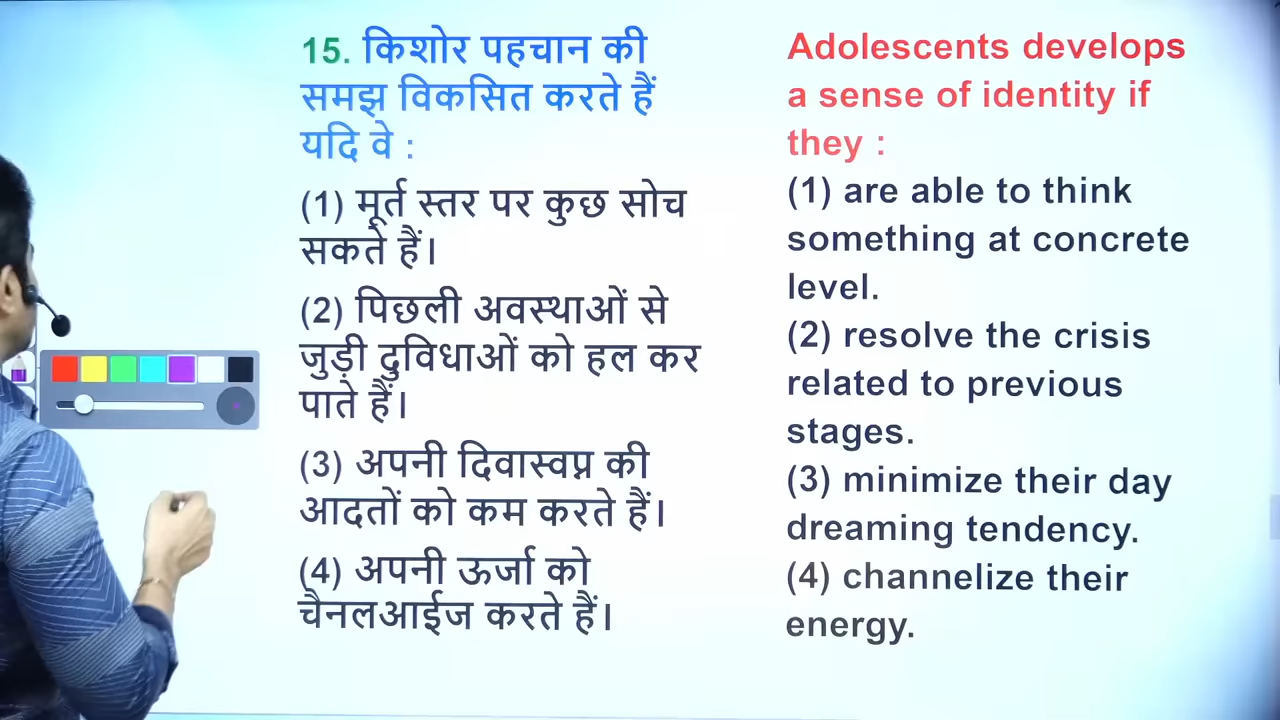 15. किशोर पहचान की
समझ विकसित करते हैं
यदि वे :
(1) मूर्त स्तर पर कुछ सोच
सकते हैं।
(2) पिछली अवस्थाओं से
जुड़ी दुविधाओं को हल कर
पाते हैं।
(3) अपनी दिवास्वप्न की
आदतों को कम करते हैं।
(4) अपनी ऊर्जा को
चैनलआईज करते हैं।
Adolescents develops
a sense of identity if
they :
(1) are able to think
something at concrete
level.
(2) resolve the crisis
related to previous
stages.
(3) minimize their day
dreaming tendency.
(4) channelize their
energy.